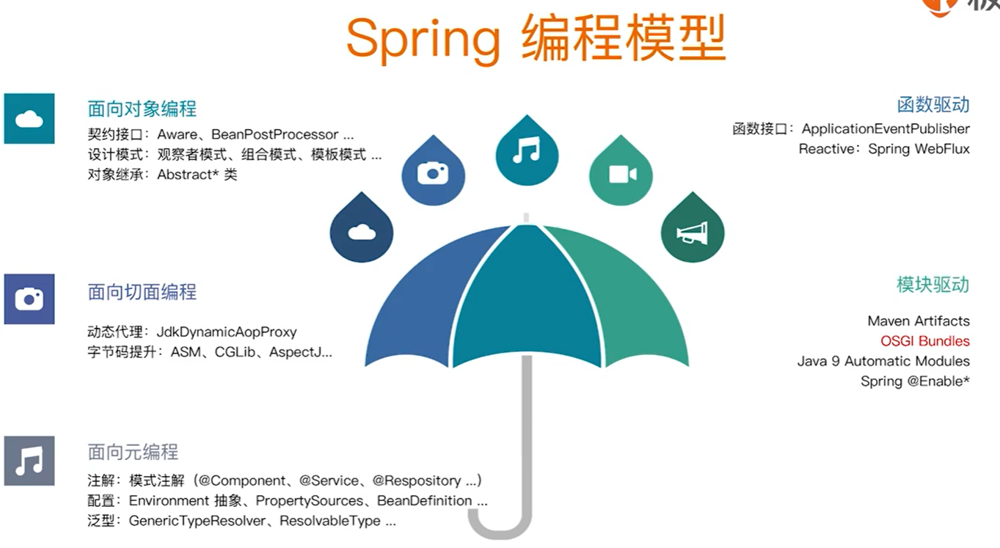 Spring 编程模型
面向对象编程
契约接口：Aware、BeanPostProcessor ...
设计模式：观察者模式、组合模式、模板模式 ...
对象继承：Abstract* 类
面向切面编程
动态代理：JdkDynamicAopProxy
字节码提升：ASM、CGLib、AspectJ...
面向元编程
注解：模式注解（@Component、@Service、@Respository ...）
配置：Environment 抽象、PropertySources、BeanDefinition ...
泛型：GenericTypeResolver、ResolvableType ...
函数驱动
函数接口：ApplicationEventPublisher
Reactive：Spring WebFlux
模块驱动
Maven Artifacts
OSGI Bundles
Java 9 Automatic Modules
Spring @Enable*